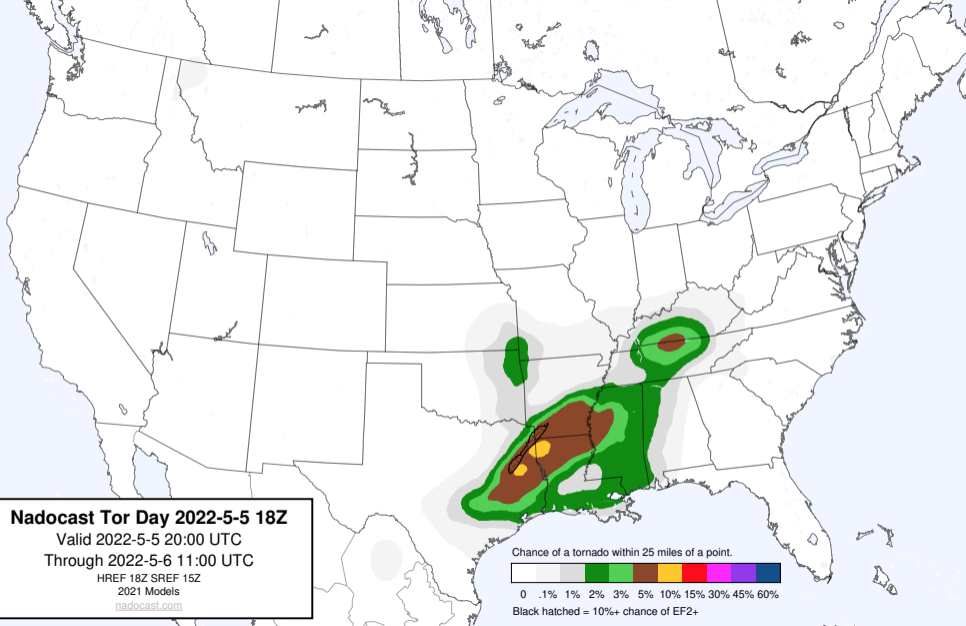 Nadocast Tor Day 2022-5-5 18Z
Valid 2022-5-5 20:00 UTC
Through 2022-5-6 11:00 UTC
HREF 18Z SREF 15Z
2021 Models
nadocast.com
Chance of a tornado within 25 miles of a point.
0 .1% 1% 2% 3% 5% 10% 15% 30% 45% 60%
Black hatched = 10%+ chance of EF2+